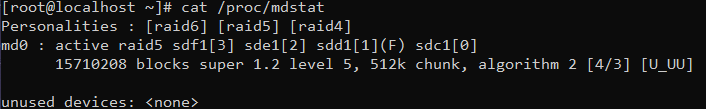 [root@localhost ~]# cat /proc/mdstat
Personalities : [raid6] [raid5] [raid4]
md0 : active raid5 sdf1[3] sde1[2] sdd1[1](F) sdc1[0]
      15710208 blocks super 1.2 level 5, 512k chunk, algorithm 2 [4/3] [U_UU]

unused devices: <none>